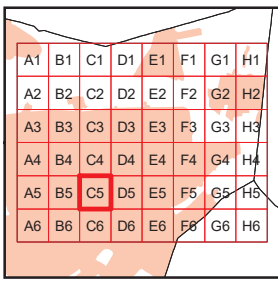 A1 B1 C1 D1 E1 F1 G1 H1
A2 B2 C2 D2 E2 F2 G2 H2
A3 B3 C3 D3 E3 F3 G3 H3
A4 B4 C4 D4 E4 F4 G4 H4
A5 B5 C5 D5 E5 F5 G5 H5
A6 B6 C6 D6 E6 F6 G6 H6